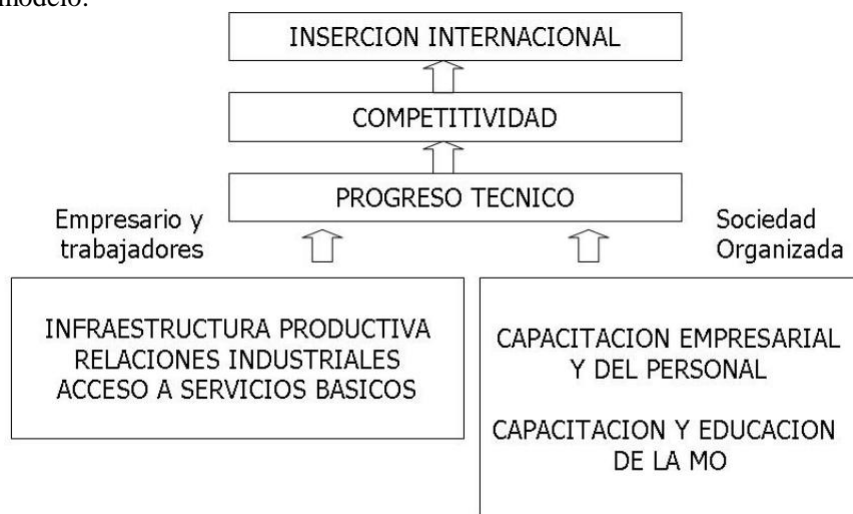 modelo.
INSERCION INTERNACIONAL
COMPETITIVIDAD
PROGRESO TECNICO
Empresario y
trabajadores
Sociedad
Organizada
INFRAESTRUCTURA PRODUCTIVA
RELACIONES INDUSTRIALES
ACCESO A SERVICIOS BASICOS
CAPACITACION EMPRESARIAL
Y DEL PERSONAL
CAPACITACION Y EDUCACION
DE LA MO